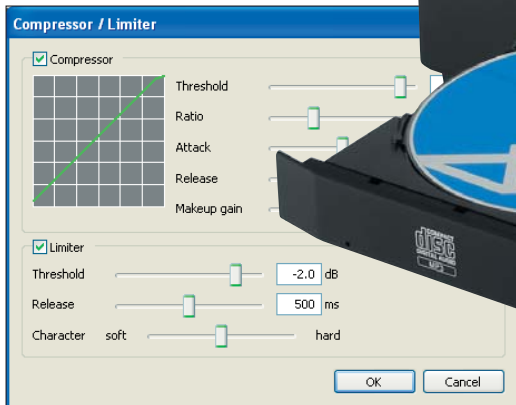 Compressor / Limiter
Compressor
Threshold
Ratio
Attack
Release
Makeup gain
COMPACT
disc
DIGITAL AUDIO
MP3
Limiter
Threshold -2.0 dB
Release 500 ms
Character soft hard
OK Cancel